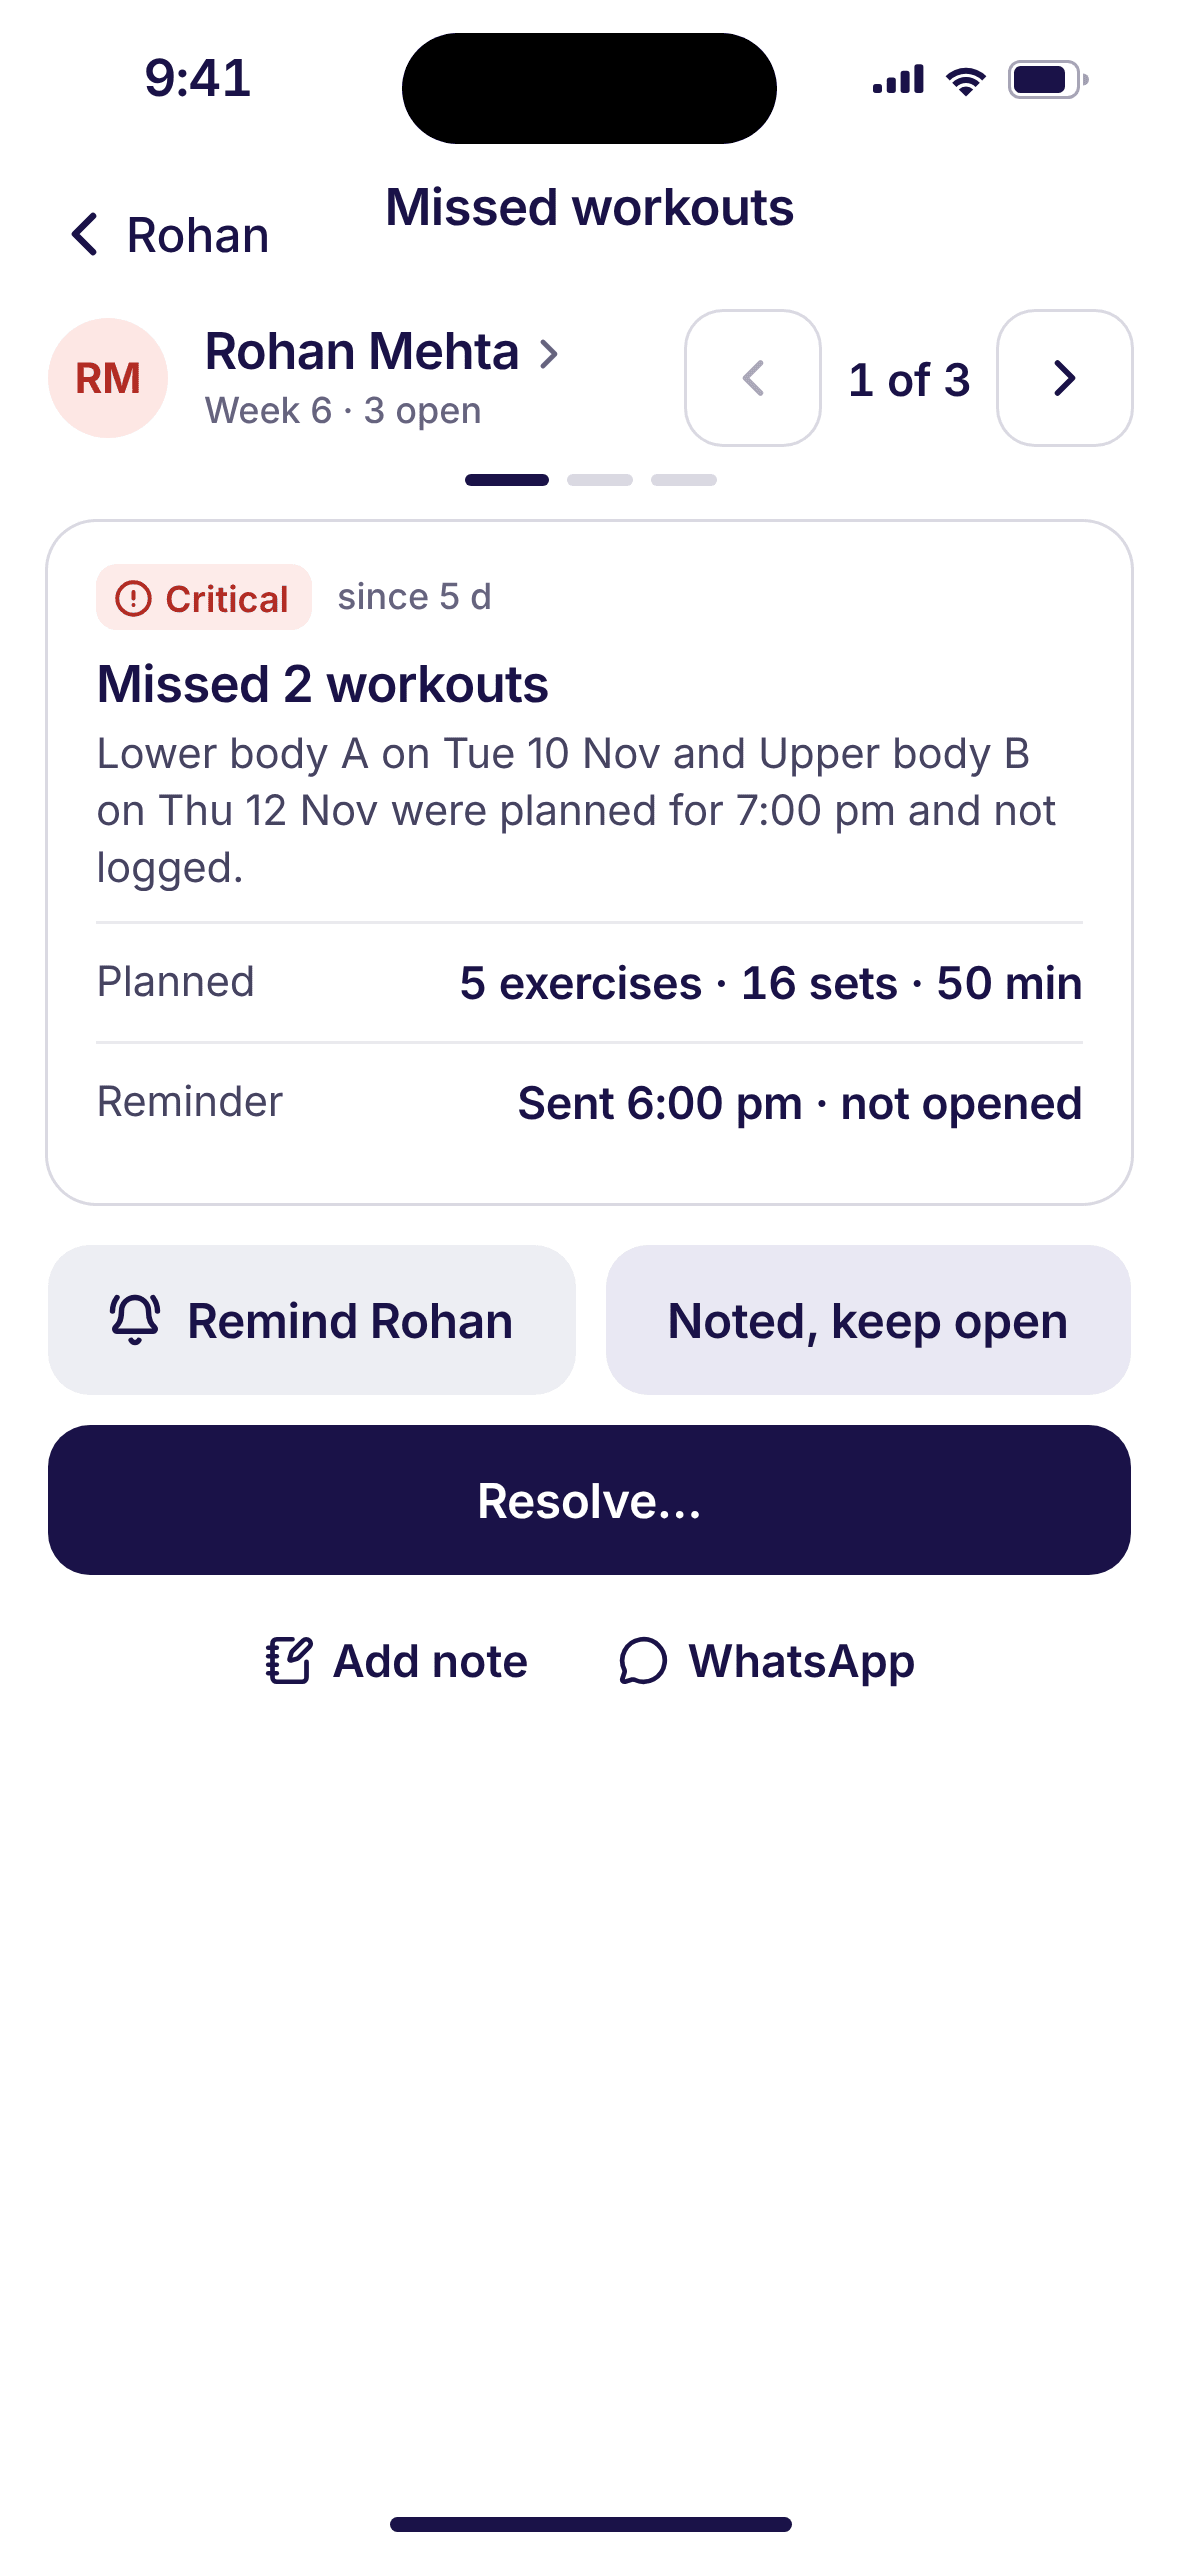 9:41
Missed workouts
Rohan
RM
Rohan Mehta
Week 6 · 3 open
1 of 3
Critical
since 5 d
Missed 2 workouts
Lower body A on Tue 10 Nov and Upper body B
on Thu 12 Nov were planned for 7:00 pm and not
logged.
Planned
5 exercises · 16 sets · 50 min
Reminder
Sent 6:00 pm · not opened
Remind Rohan
Noted, keep open
Resolve...
Add note
WhatsApp